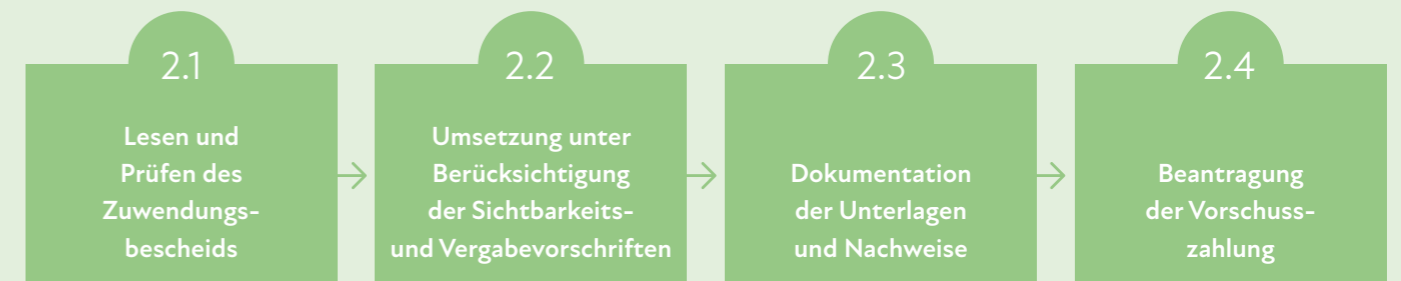 2.1
Lesen und
Prüfen des
Zuwendungs-
bescheids
2.2
Umsetzung unter
Berücksichtigung
der Sichtbarkeits-
und Vergabevorschriften
2.3
Dokumentation
der Unterlagen
und Nachweise
2.4
Beantragung
der Vorschuss-
zahlung